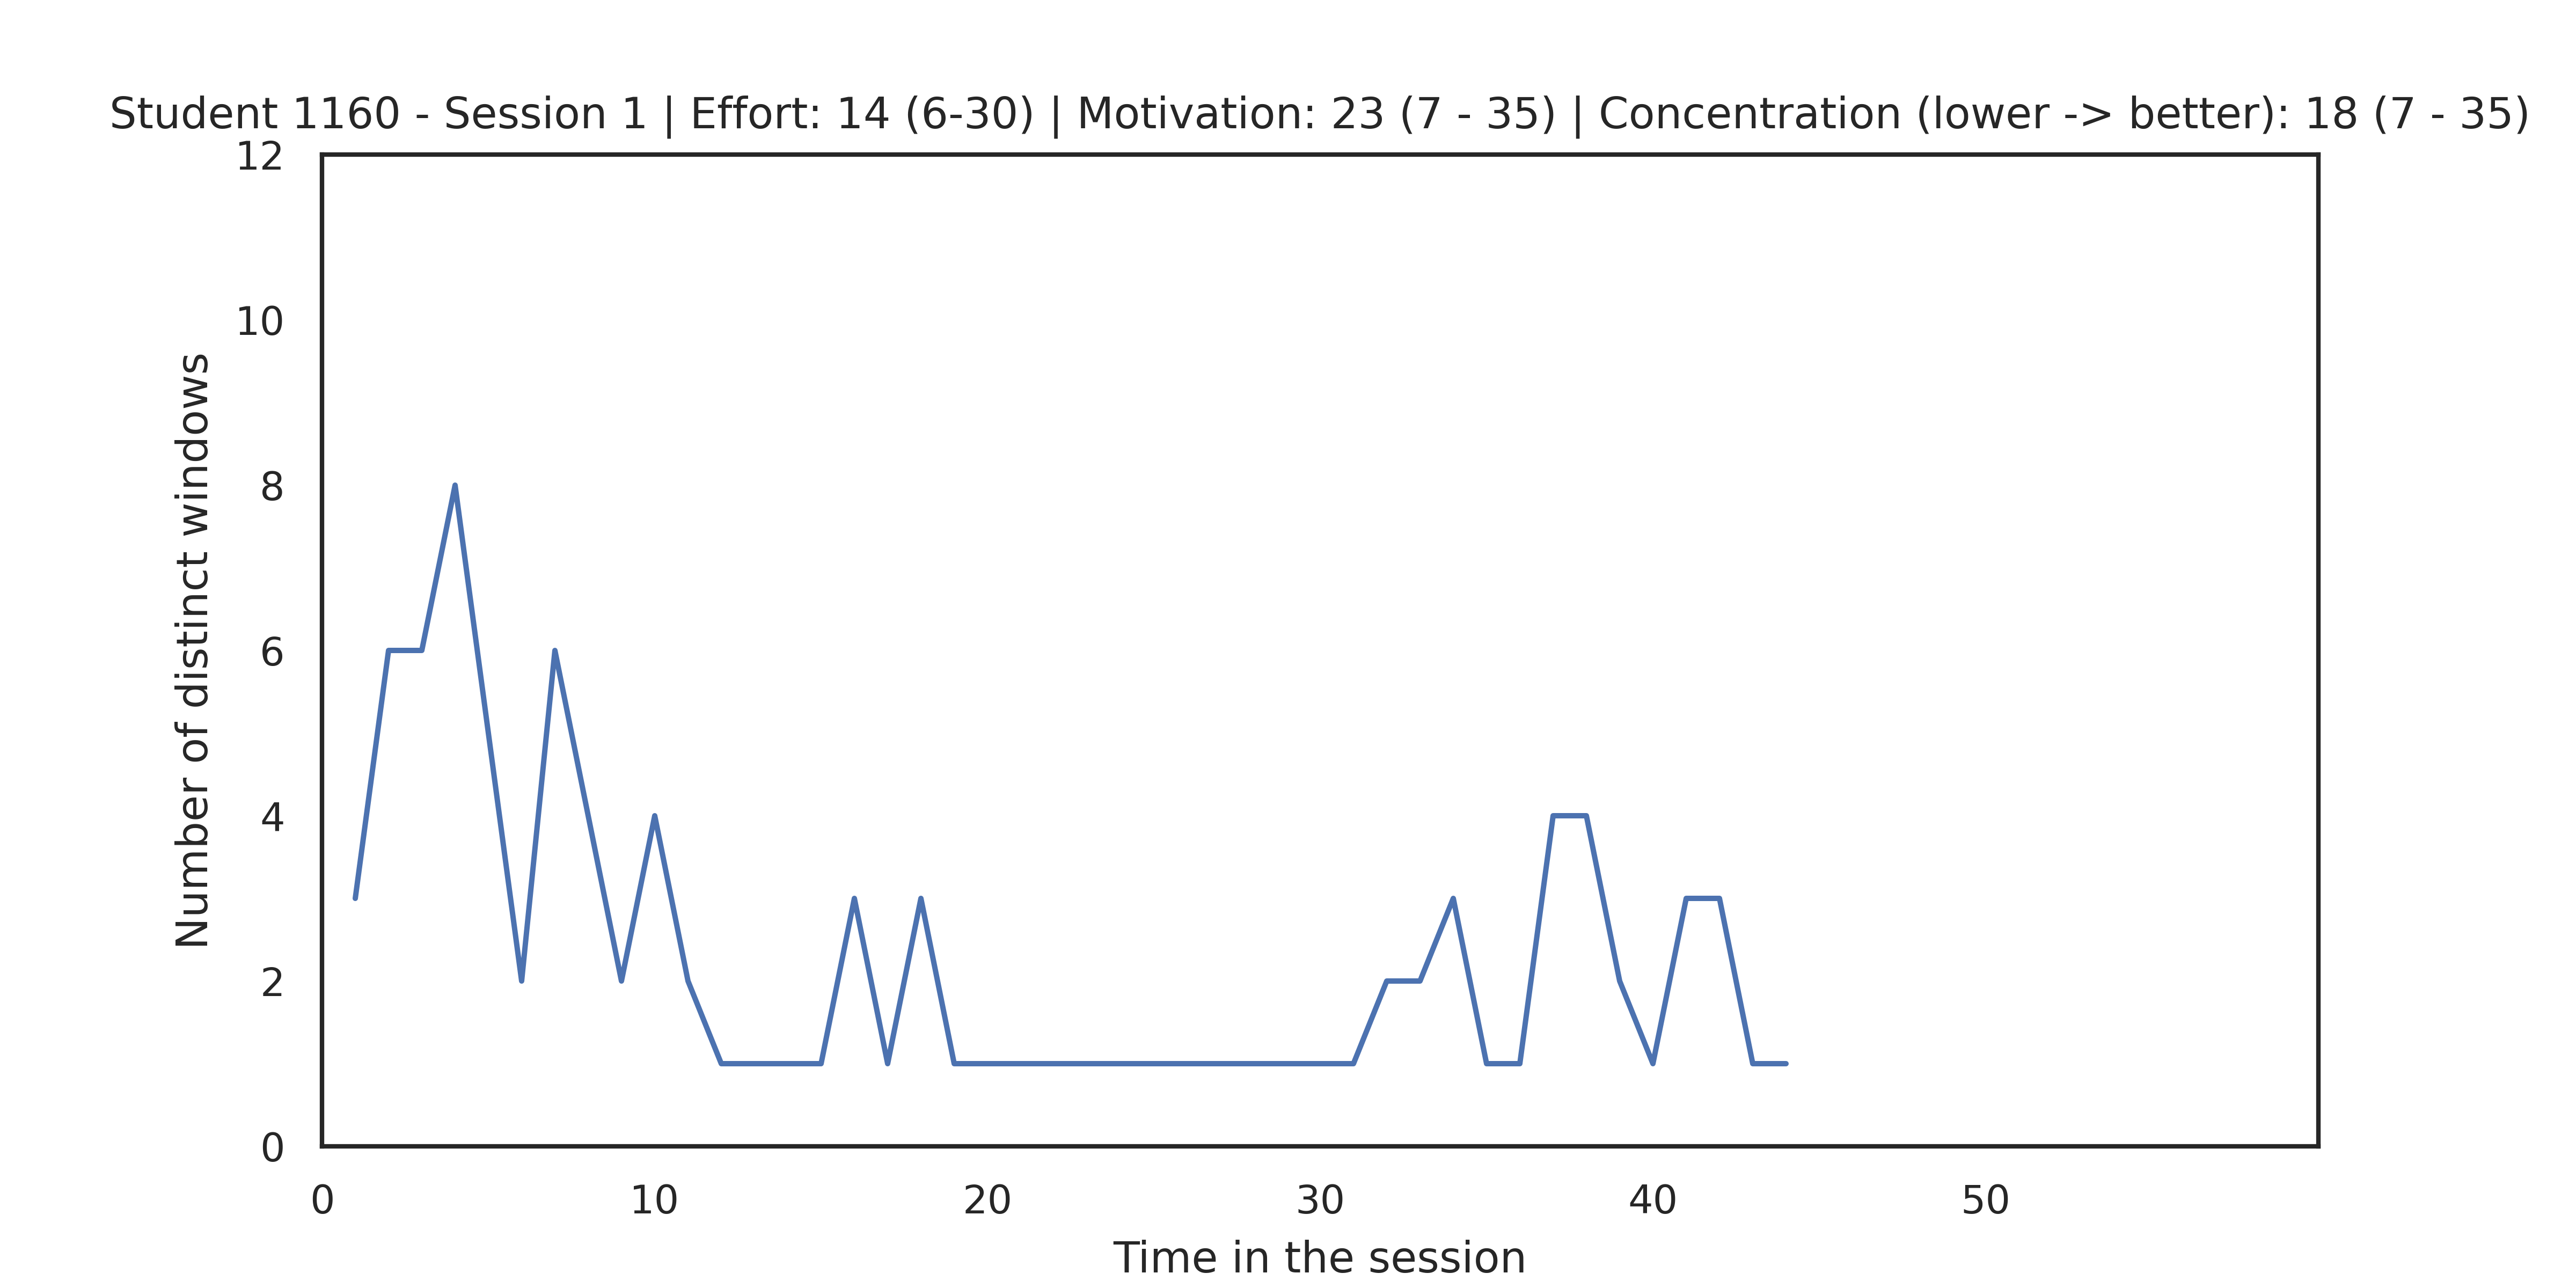 Student 1160 - Session 1 | Effort: 14 (6-30) | Motivation: 23 (7 - 35) | Concentration (lower -> better): 18 (7 - 35)
12
10
8
6
4
2
0
Number of distinct windows
0 10 20 30 40 50
Time in the session